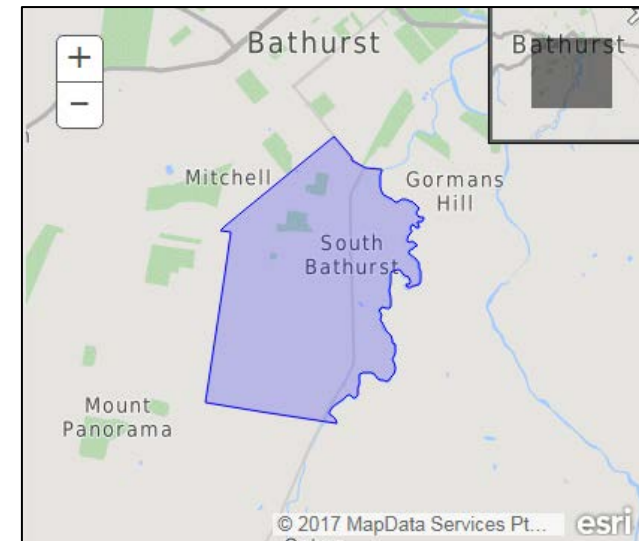 +
−
Bathurst
Bathurst
Mitchell
Gormans
Hill
South
Bathurst
Mount
Panorama
© 2017 MapData Services Pt...
esri